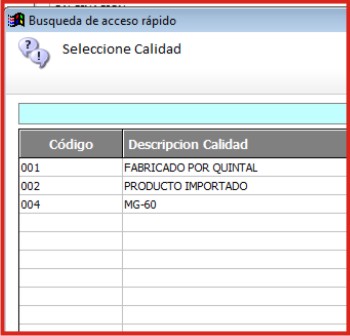 Busqueda de acceso rápido
Seleccione Calidad
Código Descripcion Calidad
001 FABRICADO POR QUINTAL
002 PRODUCTO IMPORTADO
004 MG-60